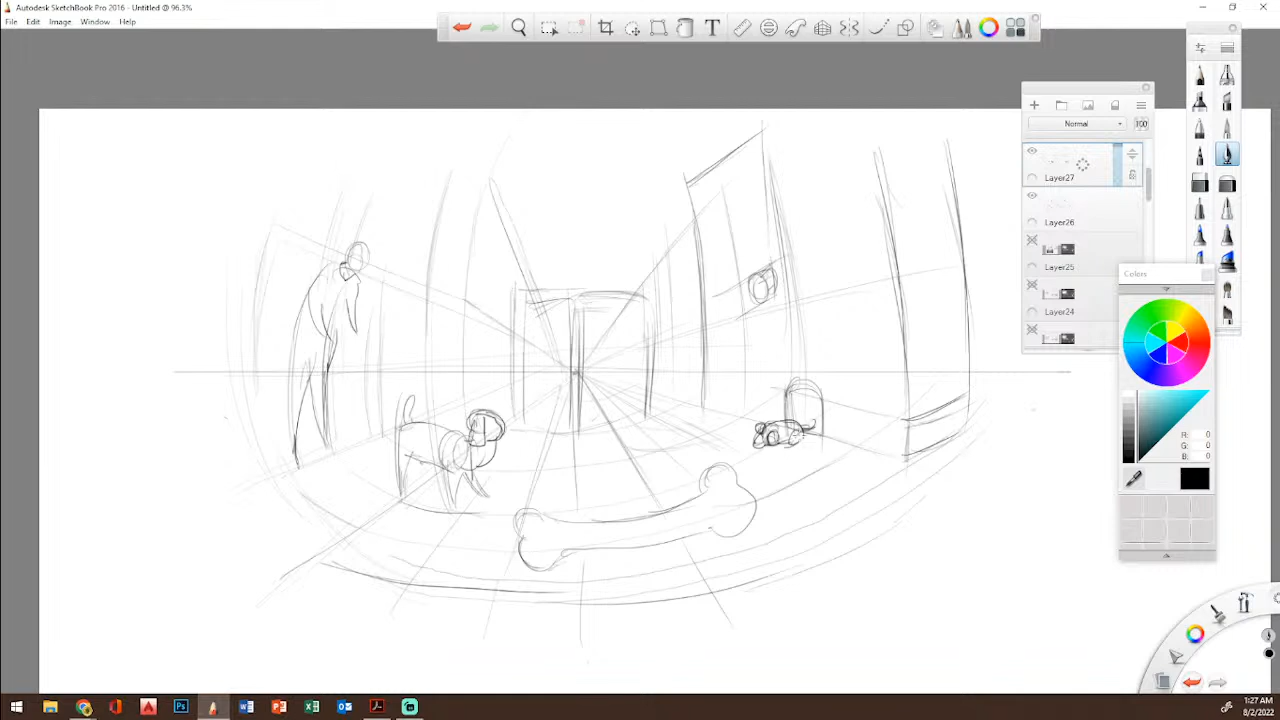 Autodesk SketchBook Pro 2016 - Untitled @ 96.3%
File Edit Image Window Help
T
Normal 100
Layer27
Layer26
Layer25
Layer24
Colors
R: 0
G: 0
B: 0
1:27 AM
8/2/2022